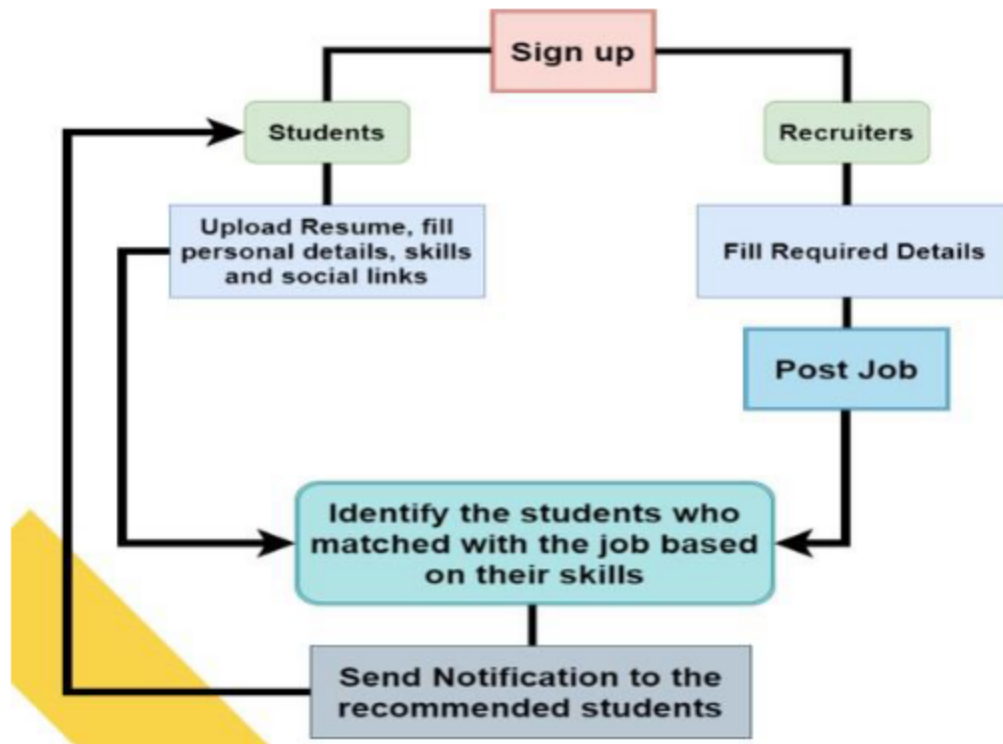 Sign up
Students
Recruiters
Upload Resume, fill
personal details, skills
and social links
Fill Required Details
Post Job
Identify the students who
matched with the job based
on their skills
Send Notification to the
recommended students